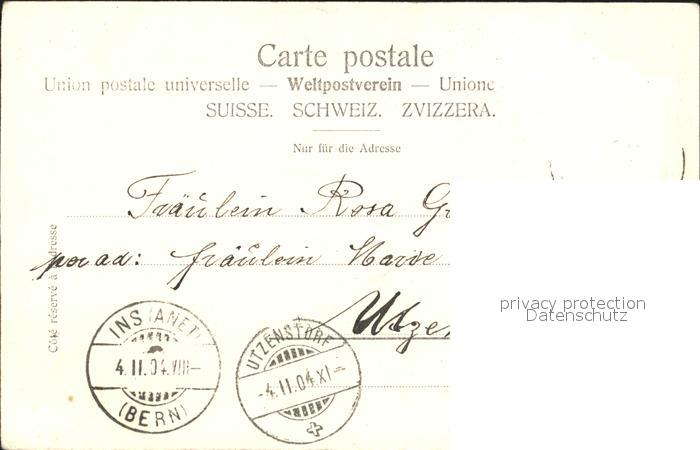 Carte postale
Union postale universelle — Weltpostverein — Unione
SUISSE. SCHWEIZ. ZVIZZERA.
Nur für die Adresse
Fräulein Rosa
per ad: fräulein
Côté réservé à l'adresse
INS (ANET)
4.II.04.VIII–
(BERN)
UTZENSTORF
-4.II.04.XI-
privacy protection
Datenschutz